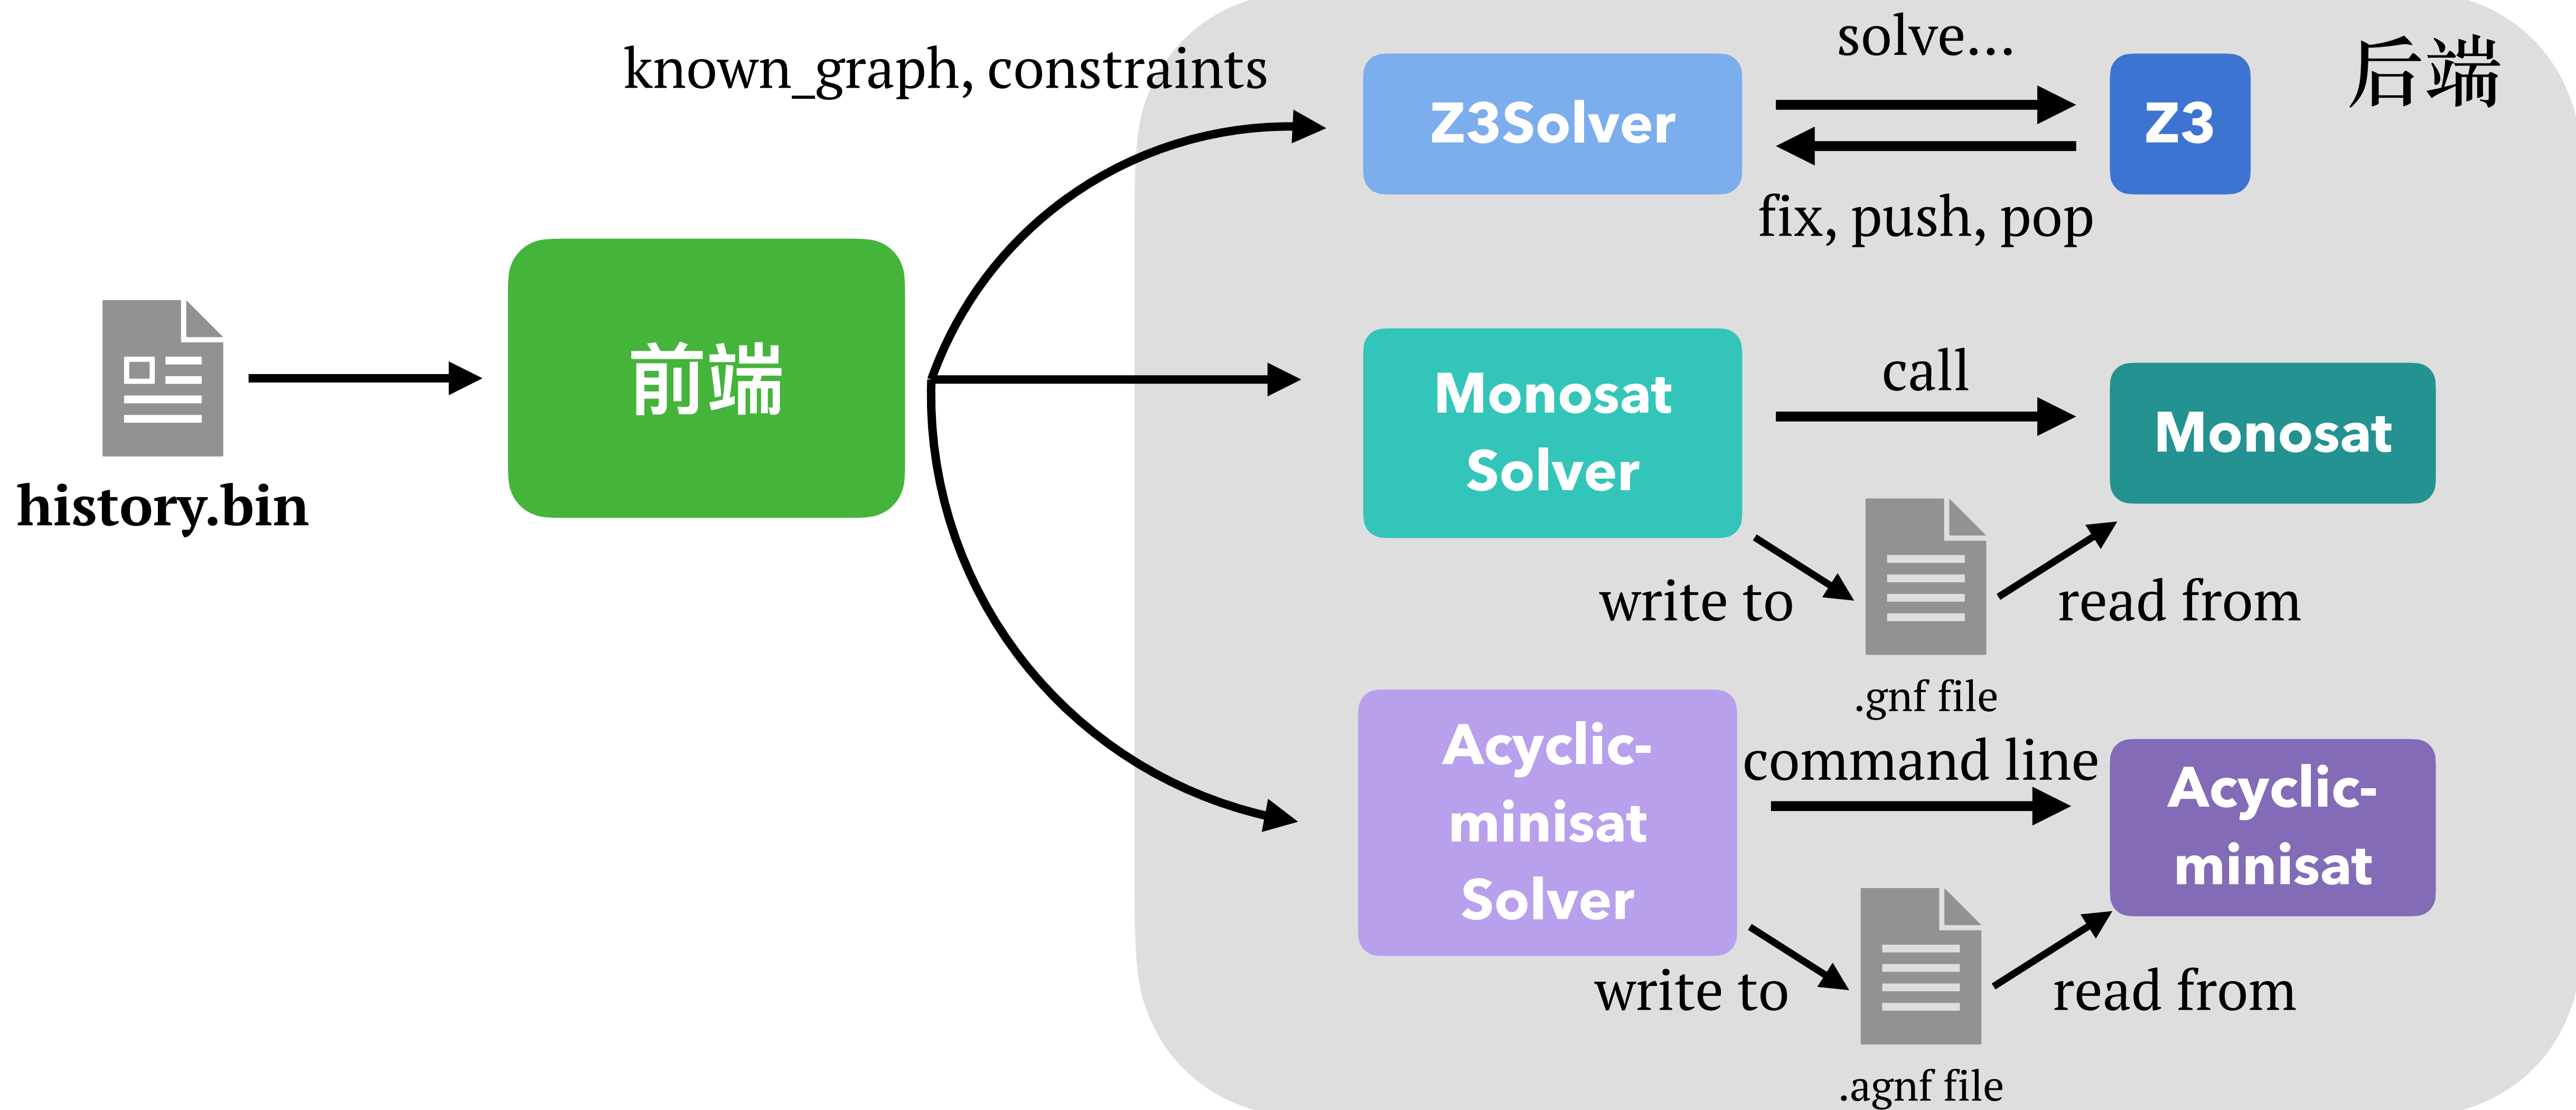 known_graph, constraints
solve...
后端
Z3Solver
Z3
fix, push, pop
前端
history.bin
Monosat
Solver
call
Monosat
write to
read from
.gnf file
Acyclic-
minisat
Solver
command line
Acyclic-
minisat
write to
read from
.agnf file